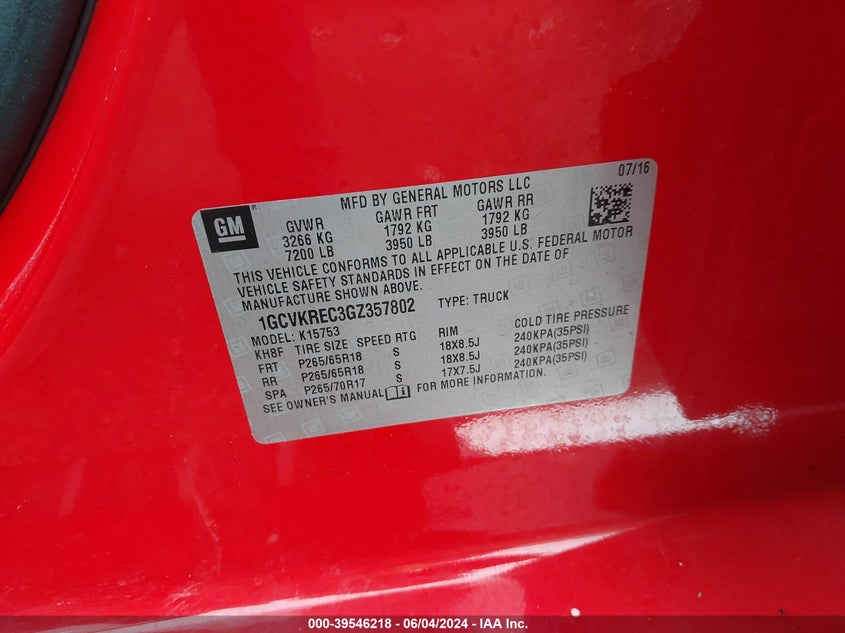 07/16
MFD BY GENERAL MOTORS LLC
GM ® GVWR GAWR FRT GAWR RR
3266 KG 1792 KG 1792 KG
7200 LB 3950 LB 3950 LB
THIS VEHICLE CONFORMS TO ALL APPLICABLE U.S. FEDERAL MOTOR
VEHICLE SAFETY STANDARDS IN EFFECT ON THE DATE OF
MANUFACTURE SHOWN ABOVE.
1GCVKREC3GZ357802 TYPE: TRUCK
MODEL: K15753
KH8F TIRE SIZE SPEED RTG RIM COLD TIRE PRESSURE
FRT P265/65R18 S 18X8.5J 240KPA(35PSI)
RR P265/65R18 S 18X8.5J 240KPA(35PSI)
SPA P265/70R17 S 17X7.5J 240KPA(35PSI)
SEE OWNER'S MANUAL i FOR MORE INFORMATION.
000-39546218 - 06/04/2024 - IAA Inc.